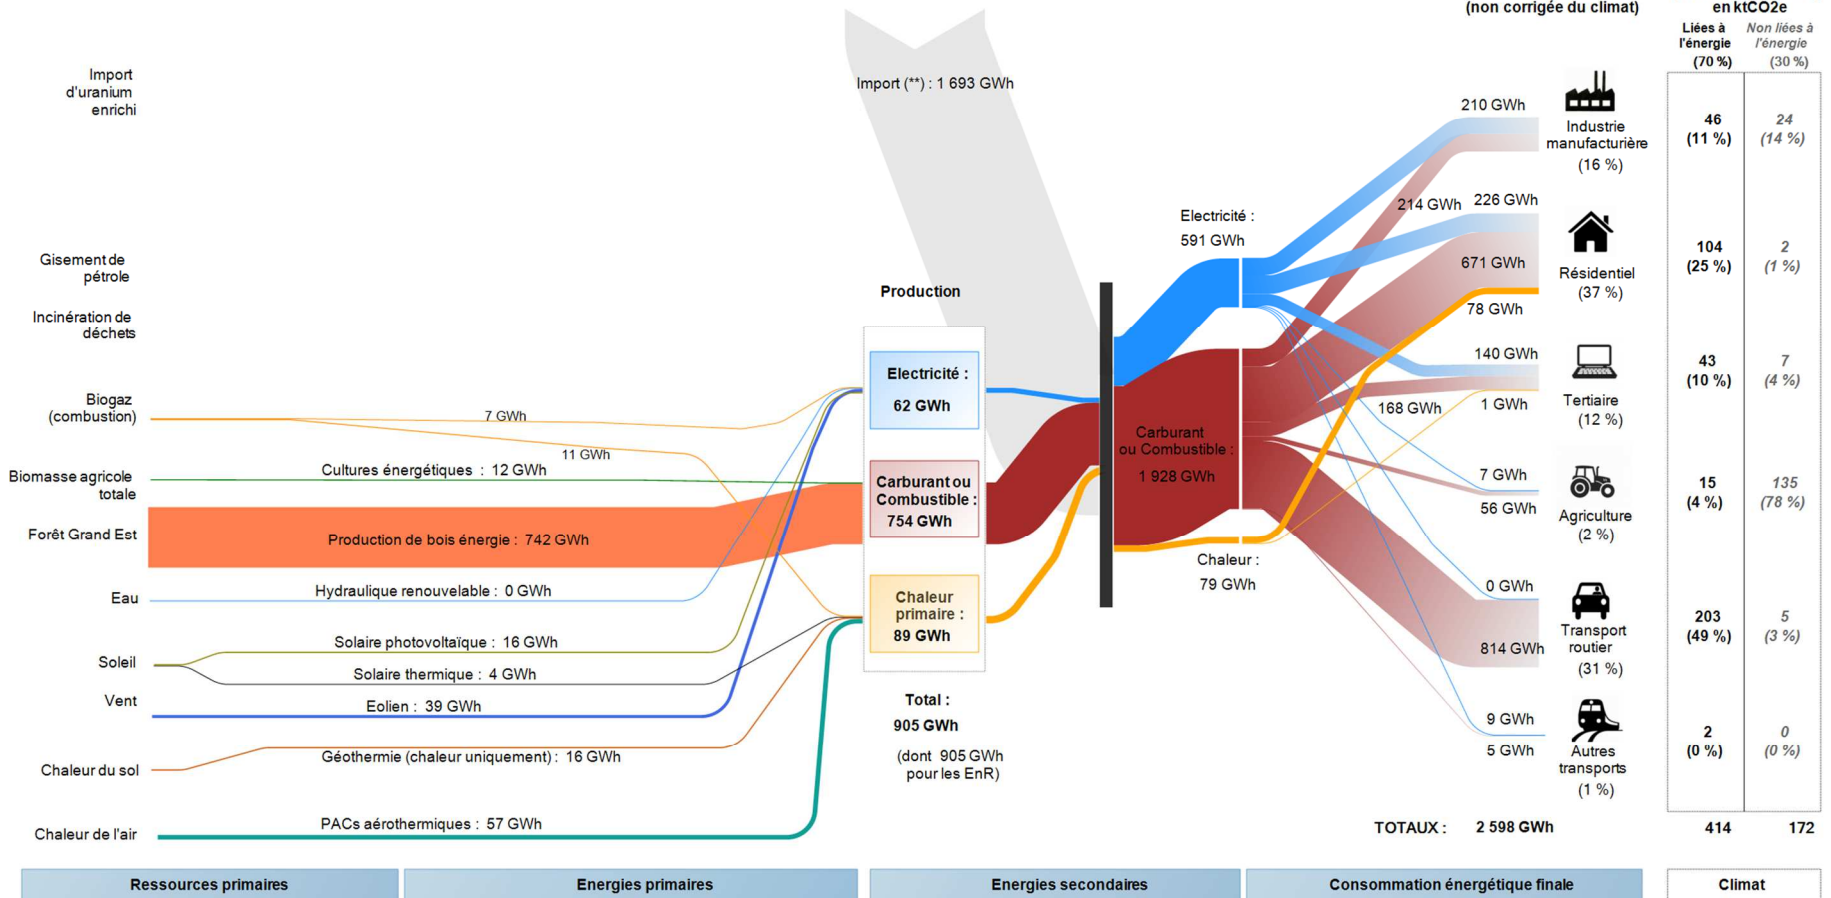 (non corrigée du climat)
en ktCO2e
Liées à
l'énergie
(70 %)
Non liées à
l'énergie
(30 %)
Import
d'uranium
enrichi
Gisement de
pétrole
Incinération de
déchets
Biogaz
(combustion)
Biomasse agricole
totale
Forêt Grand Est
Eau
Soleil
Vent
Chaleur du sol
Chaleur de l'air
7 GWh
11 GWh
Cultures énergétiques : 12 GWh
Production de bois énergie : 742 GWh
Hydraulique renouvelable : 0 GWh
Solaire photovoltaïque : 16 GWh
Solaire thermique : 4 GWh
Eolien : 39 GWh
Géothermie (chaleur uniquement) : 16 GWh
PACs aérothermiques : 57 GWh
Import (**) : 1 693 GWh
Production
Electricité :
62 GWh
Carburant ou
Combustible :
754 GWh
Chaleur
primaire :
89 GWh
Total :
905 GWh
(dont 905 GWh
pour les EnR)
Electricité :
591 GWh
Carburant
ou Combustible :
1 928 GWh
Chaleur :
79 GWh
210 GWh
214 GWh
226 GWh
671 GWh
78 GWh
140 GWh
168 GWh
1 GWh
7 GWh
56 GWh
0 GWh
814 GWh
9 GWh
5 GWh
Industrie
manufacturière
(16 %)
Résidentiel
(37 %)
Tertiaire
(12 %)
Agriculture
(2 %)
Transport
routier
(31 %)
Autres
transports
(1 %)
46
(11 %)
24
(14 %)
104
(25 %)
2
(1 %)
43
(10 %)
7
(4 %)
15
(4 %)
135
(78 %)
203
(49 %)
5
(3 %)
2
(0 %)
0
(0 %)
TOTAUX : 2 598 GWh
414 172
Ressources primaires
Energies primaires
Energies secondaires
Consommation énergétique finale
Climat